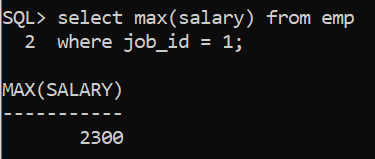 SQL> select max(salary) from emp
  2  where job_id = 1;
MAX(SALARY)
-----------
       2300